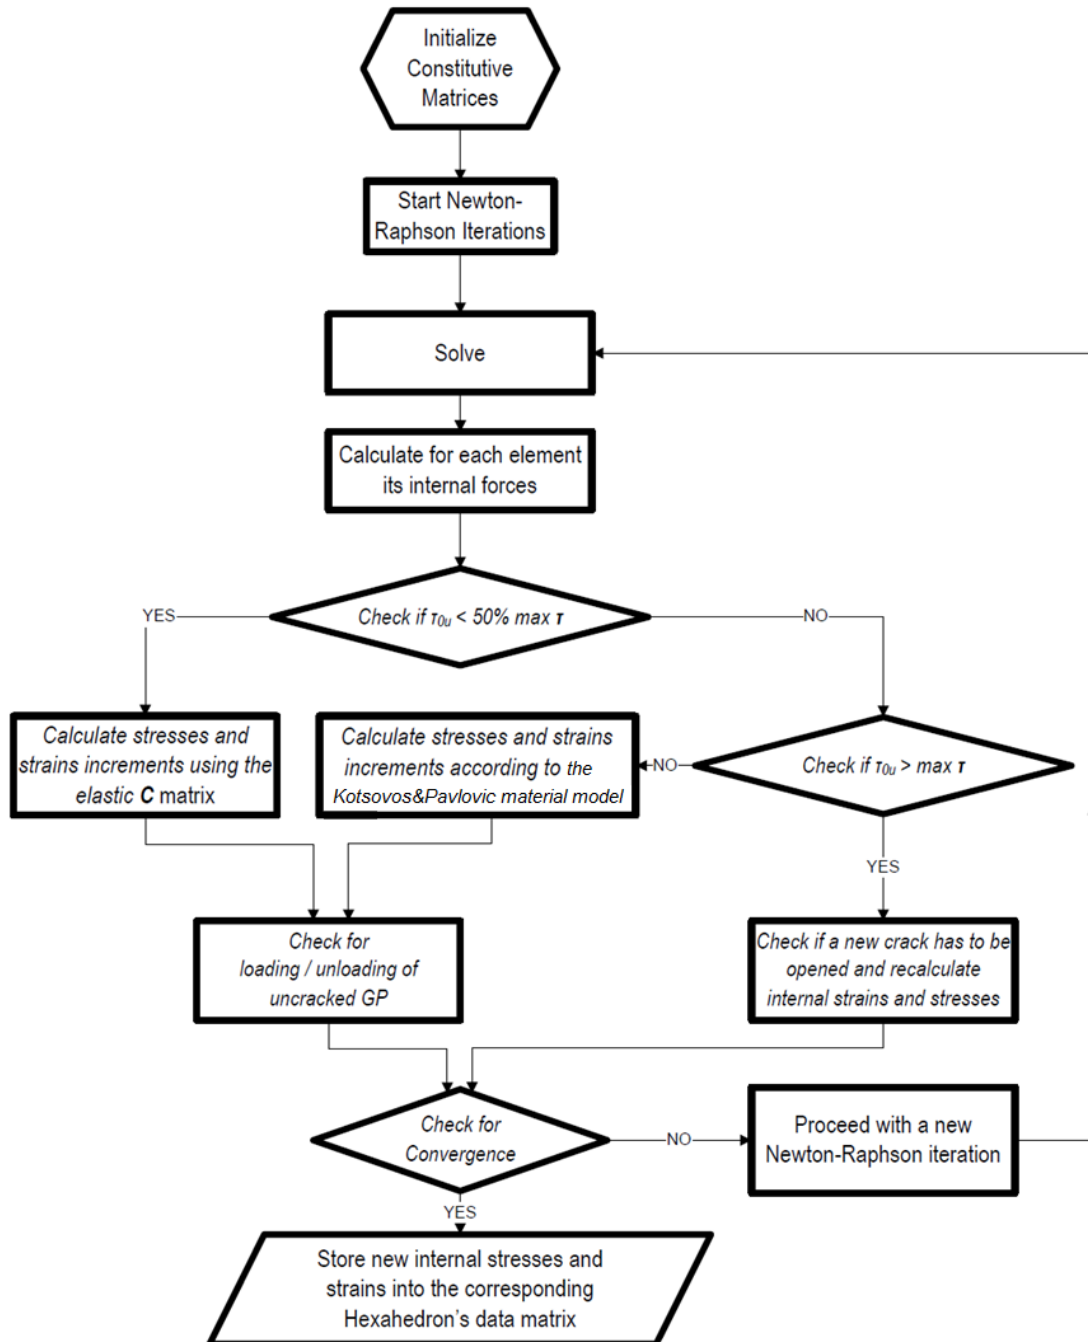 Initialize
Constitutive
Matrices
Start Newton-
Raphson Iterations
Solve
Calculate for each element
its internal forces
Check if τ0u < 50% max τ
YES
NO
Calculate stresses and
strains increments using the
elastic C matrix
Calculate stresses and strains
increments according to the
Kotsovos&Pavlovic material model
NO
Check if τ0u > max τ
YES
Check for
loading / unloading of
uncracked GP
Check if a new crack has to be
opened and recalculate
internal strains and stresses
Check for
Convergence
NO
Proceed with a new
Newton-Raphson iteration
YES
Store new internal stresses and
strains into the corresponding
Hexahedron's data matrix